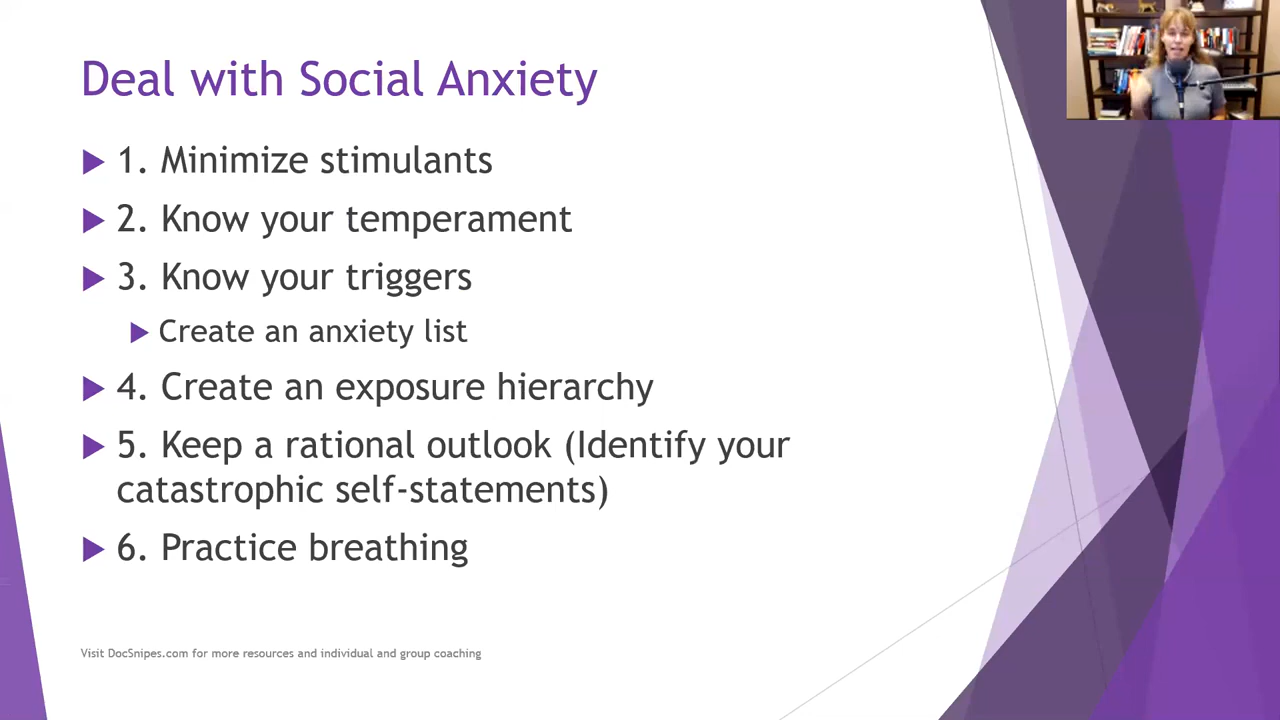 Deal with Social Anxiety
1. Minimize stimulants
2. Know your temperament
3. Know your triggers
Create an anxiety list
4. Create an exposure hierarchy
5. Keep a rational outlook (Identify your
catastrophic self-statements)
6. Practice breathing
Visit DocSnipes.com for more resources and individual and group coaching